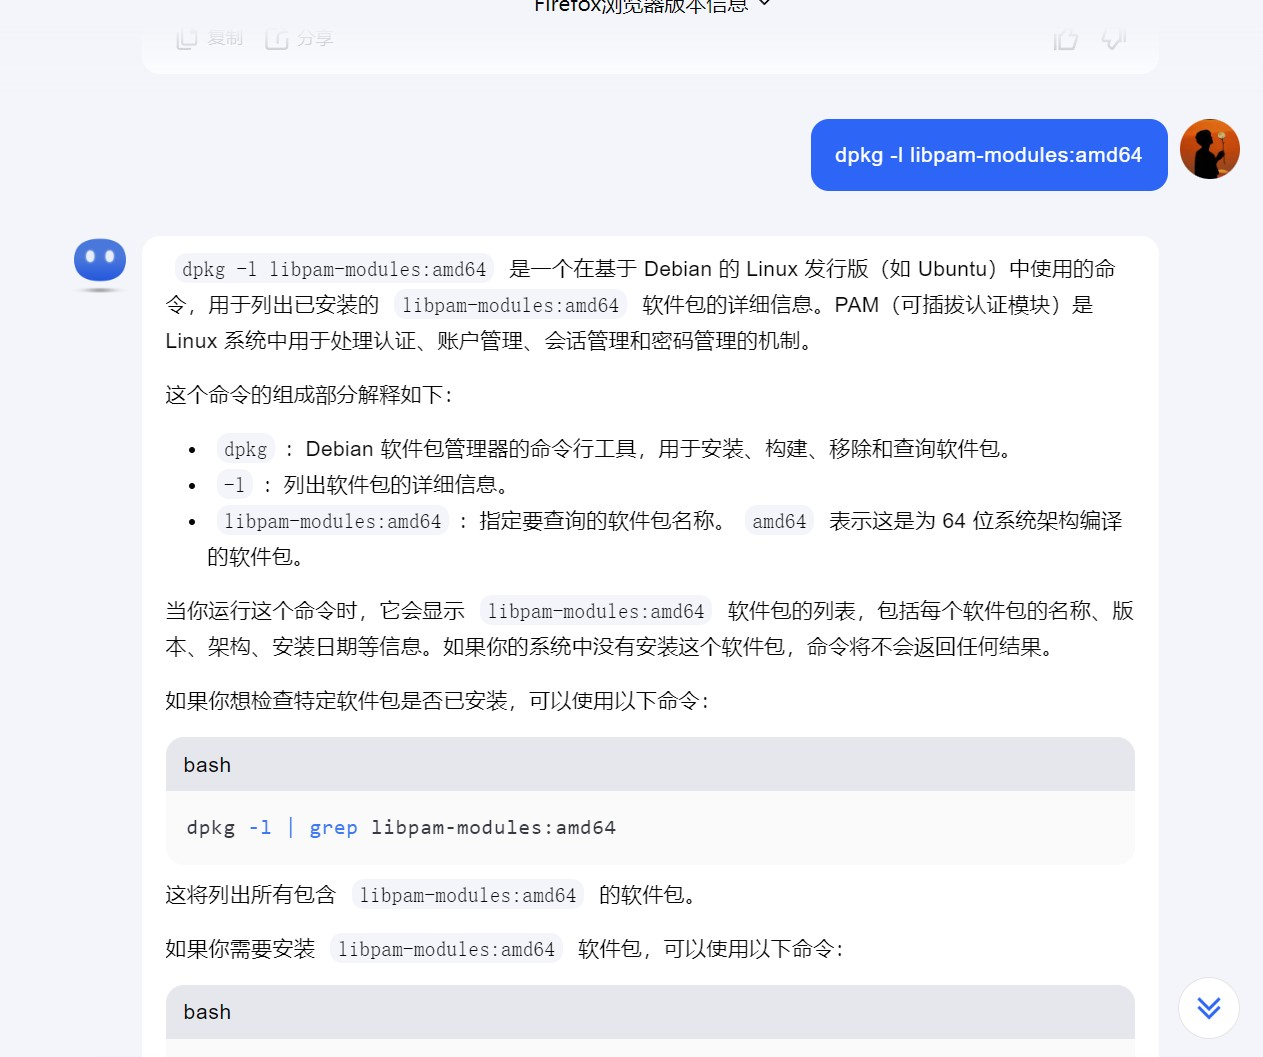 Firefox浏览器版本信息
复制 分享
dpkg -l libpam-modules:amd64
dpkg -l libpam-modules:amd64 是一个在基于 Debian 的 Linux 发行版（如 Ubuntu）中使用的命
令，用于列出已安装的 libpam-modules:amd64 软件包的详细信息。PAM（可插拔认证模块）是
Linux 系统中用于处理认证、账户管理、会话管理和密码管理的机制。
这个命令的组成部分解释如下：
• dpkg ：Debian 软件包管理器的命令行工具，用于安装、构建、移除和查询软件包。
• -l ：列出软件包的详细信息。
• libpam-modules:amd64 ：指定要查询的软件包名称。 amd64 表示这是为 64 位系统架构编译
的软件包。
当你运行这个命令时，它会显示 libpam-modules:amd64 软件包的列表，包括每个软件包的名称、版
本、架构、安装日期等信息。如果你的系统中没有安装这个软件包，命令将不会返回任何结果。
如果你想检查特定软件包是否已安装，可以使用以下命令：
bash
dpkg -l | grep libpam-modules:amd64
这将列出所有包含 libpam-modules:amd64 的软件包。
如果你需要安装 libpam-modules:amd64 软件包，可以使用以下命令：
bash